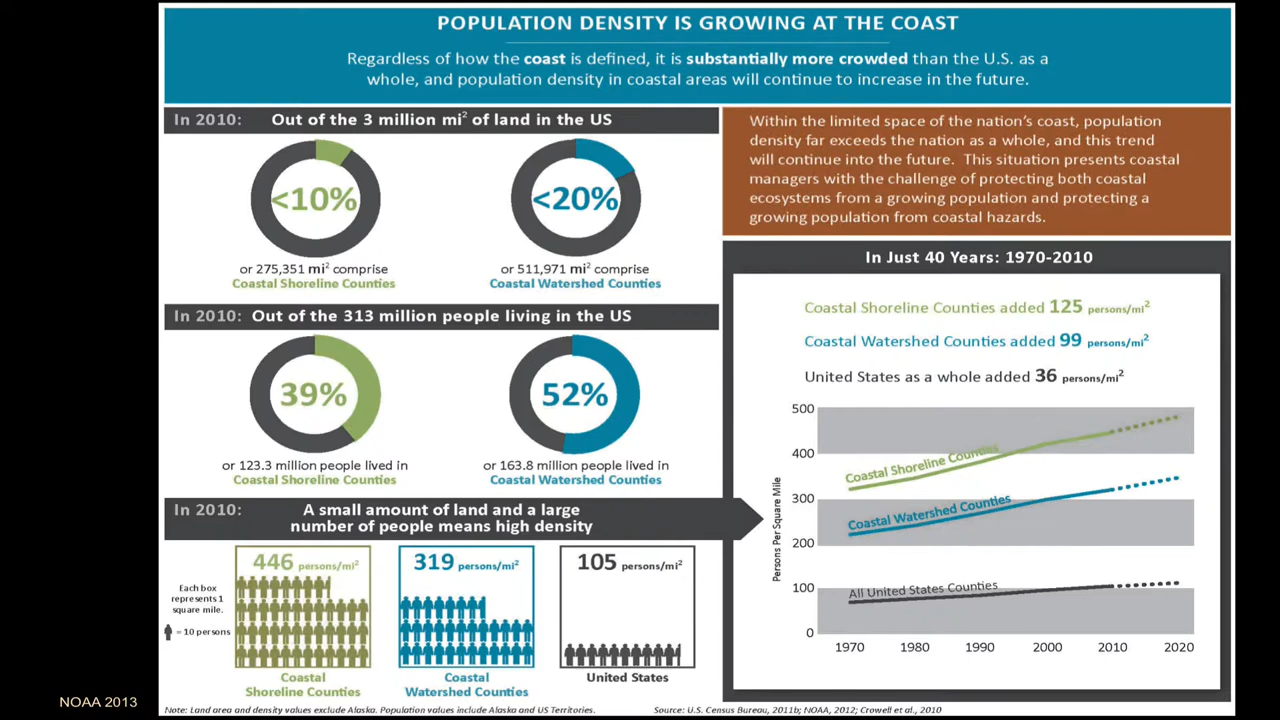 POPULATION DENSITY IS GROWING AT THE COAST
Regardless of how the coast is defined, it is substantially more crowded than the U.S. as a
whole, and population density in coastal areas will continue to increase in the future.
In 2010: Out of the 3 million mi² of land in the US
<10%
<20%
or 275,351 mi² comprise
Coastal Shoreline Counties
or 511,971 mi² comprise
Coastal Watershed Counties
In 2010: Out of the 313 million people living in the US
39%
52%
or 123.3 million people lived in
Coastal Shoreline Counties
or 163.8 million people lived in
Coastal Watershed Counties
In 2010: A small amount of land and a large
number of people means high density
446 persons/mi²
319 persons/mi²
105 persons/mi²
Each box
represents 1
square mile.
= 10 persons
Coastal
Shoreline Counties
Coastal
Watershed Counties
United States
Within the limited space of the nation's coast, population
density far exceeds the nation as a whole, and this trend
will continue into the future. This situation presents coastal
managers with the challenge of protecting both coastal
ecosystems from a growing population and protecting a
growing population from coastal hazards.
In Just 40 Years: 1970-2010
Coastal Shoreline Counties added 125 persons/mi²
Coastal Watershed Counties added 99 persons/mi²
United States as a whole added 36 persons/mi²
Persons Per Square Mile
500
400
300
200
100
0
Coastal Shoreline Counties
Coastal Watershed Counties
All United States Counties
1970 1980 1990 2000 2010 2020
NOAA 2013
Note: Land area and density values exclude Alaska. Population values include Alaska and US Territories.
Source: U.S. Census Bureau, 2011b; NOAA, 2012; Crowell et al., 2010